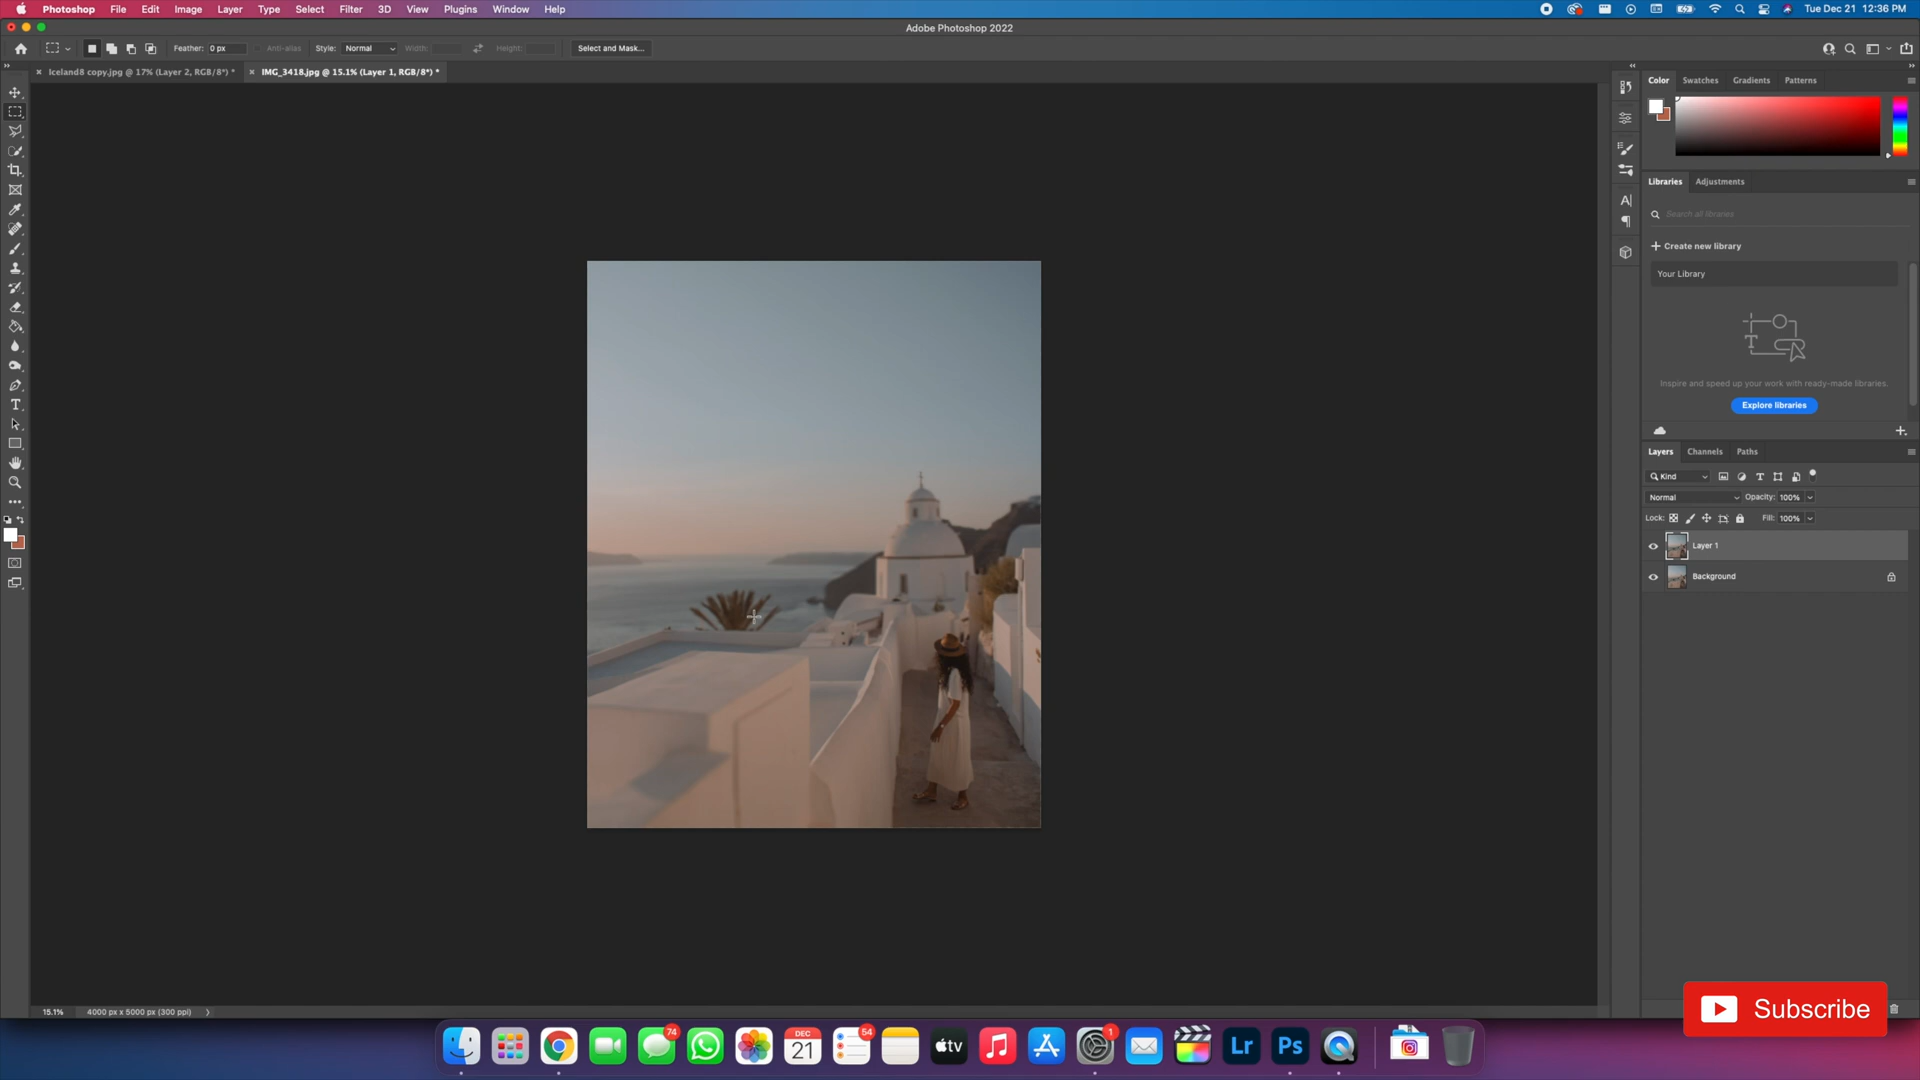 Photoshop File Edit Image Layer Type Select Filter 3D View Plugins Window Help
Tue Dec 21 12:36 PM
Adobe Photoshop 2022
Feather: 0 px Anti-alias Style: Normal Width: Height: Select and Mask...
× Iceland8 copy.jpg @ 17% (Layer 2, RGB/8*) * × IMG_3418.jpg @ 15.1% (Layer 1, RGB/8*) *
Color Swatches Gradients Patterns
Libraries Adjustments
Search all libraries
+ Create new library
Your Library
Inspire and speed up your work with ready-made libraries.
Explore libraries
Layers Channels Paths
Kind
Normal Opacity: 100%
Lock: Fill: 100%
Layer 1
Background
15.1% 4000 px x 5000 px (300 ppi)
Subscribe
74
DEC
21
54
tv
1
Lr
Ps